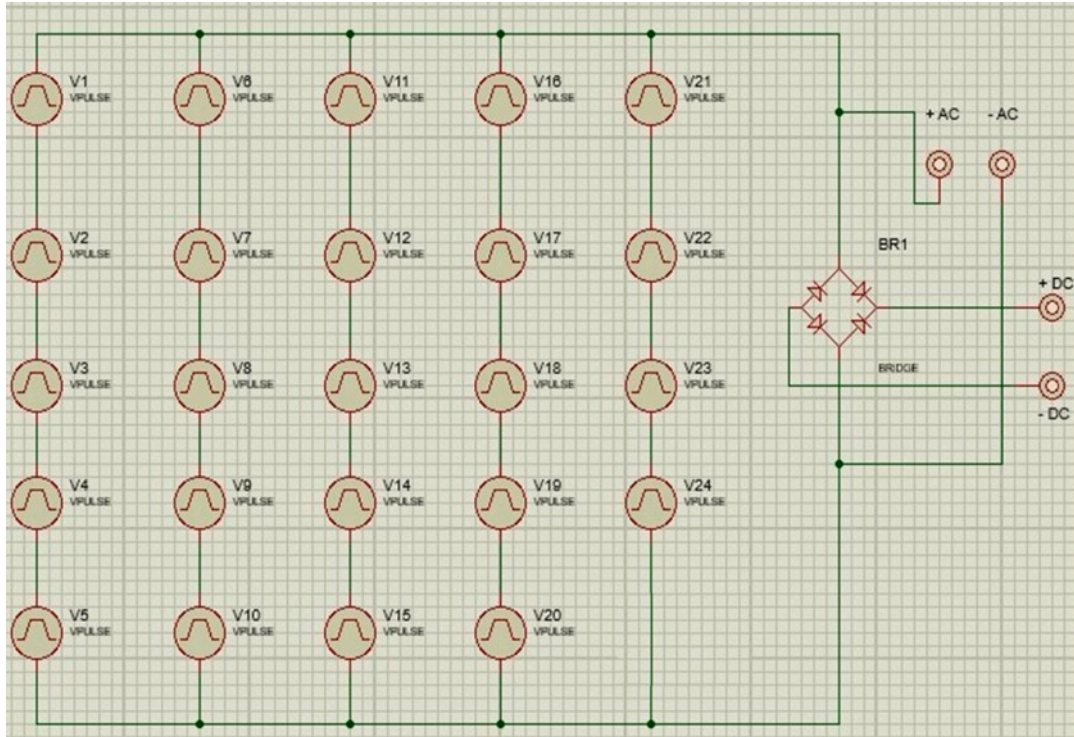 V1
VPULSE
V6
VPULSE
V11
VPULSE
V16
VPULSE
V21
VPULSE
+ AC
- AC
V2
VPULSE
V7
VPULSE
V12
VPULSE
V17
VPULSE
V22
VPULSE
BR1
+ DC
V3
VPULSE
V8
VPULSE
V13
VPULSE
V18
VPULSE
V23
VPULSE
BRIDGE
- DC
V4
VPULSE
V9
VPULSE
V14
VPULSE
V19
VPULSE
V24
VPULSE
V5
VPULSE
V10
VPULSE
V15
VPULSE
V20
VPULSE